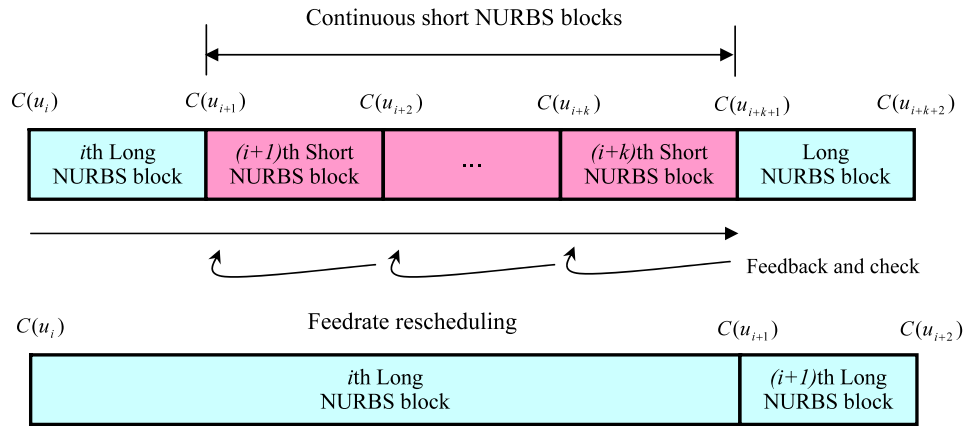 Continuous short NURBS blocks
C(u_i) C(u_{i+1}) C(u_{i+2}) C(u_{i+k}) C(u_{i+k+1}) C(u_{i+k+2})
ith Long (i+1)th Short ... (i+k)th Short Long
NURBS block NURBS block NURBS block NURBS block
Feedback and check
C(u_i) Feedrate rescheduling C(u_{i+1}) C(u_{i+2})
ith Long (i+1)th Long
NURBS block NURBS block